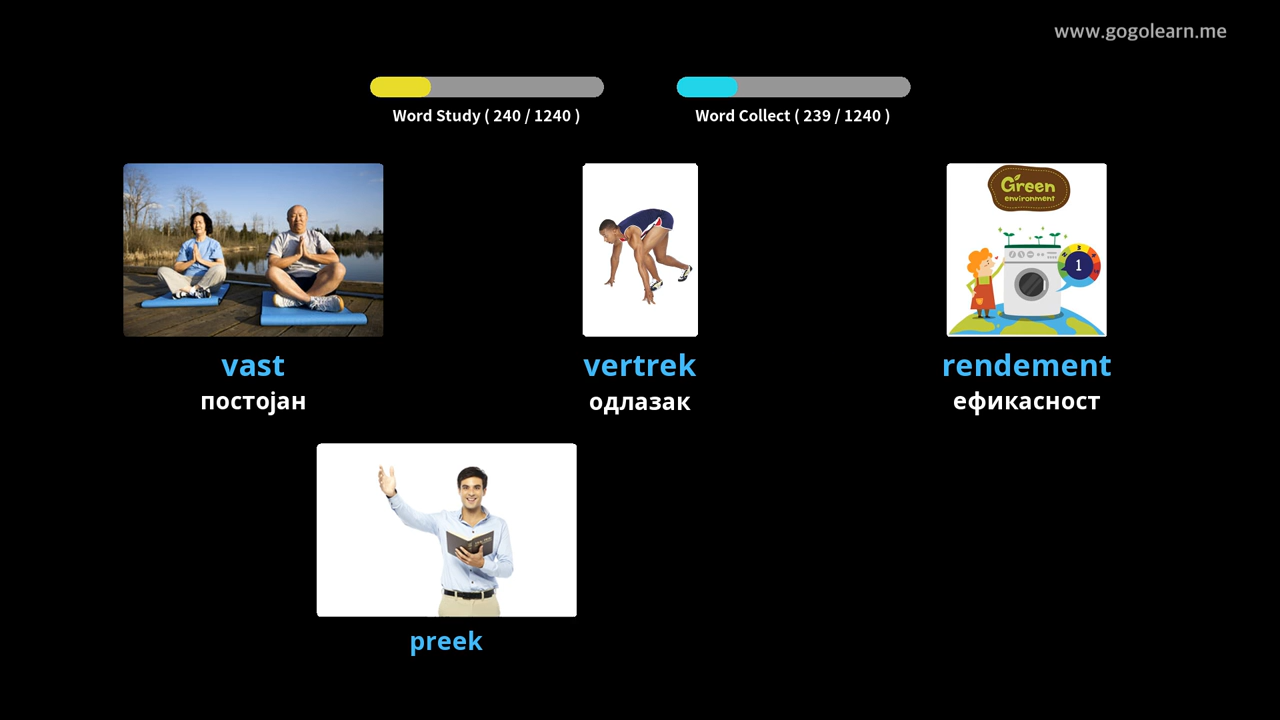 www.gogolearn.me
Word Study ( 240 / 1240 )
Word Collect ( 239 / 1240 )
Green
environment
1
vast
vertrek
rendement
постојан
одлазак
ефикасност
preek